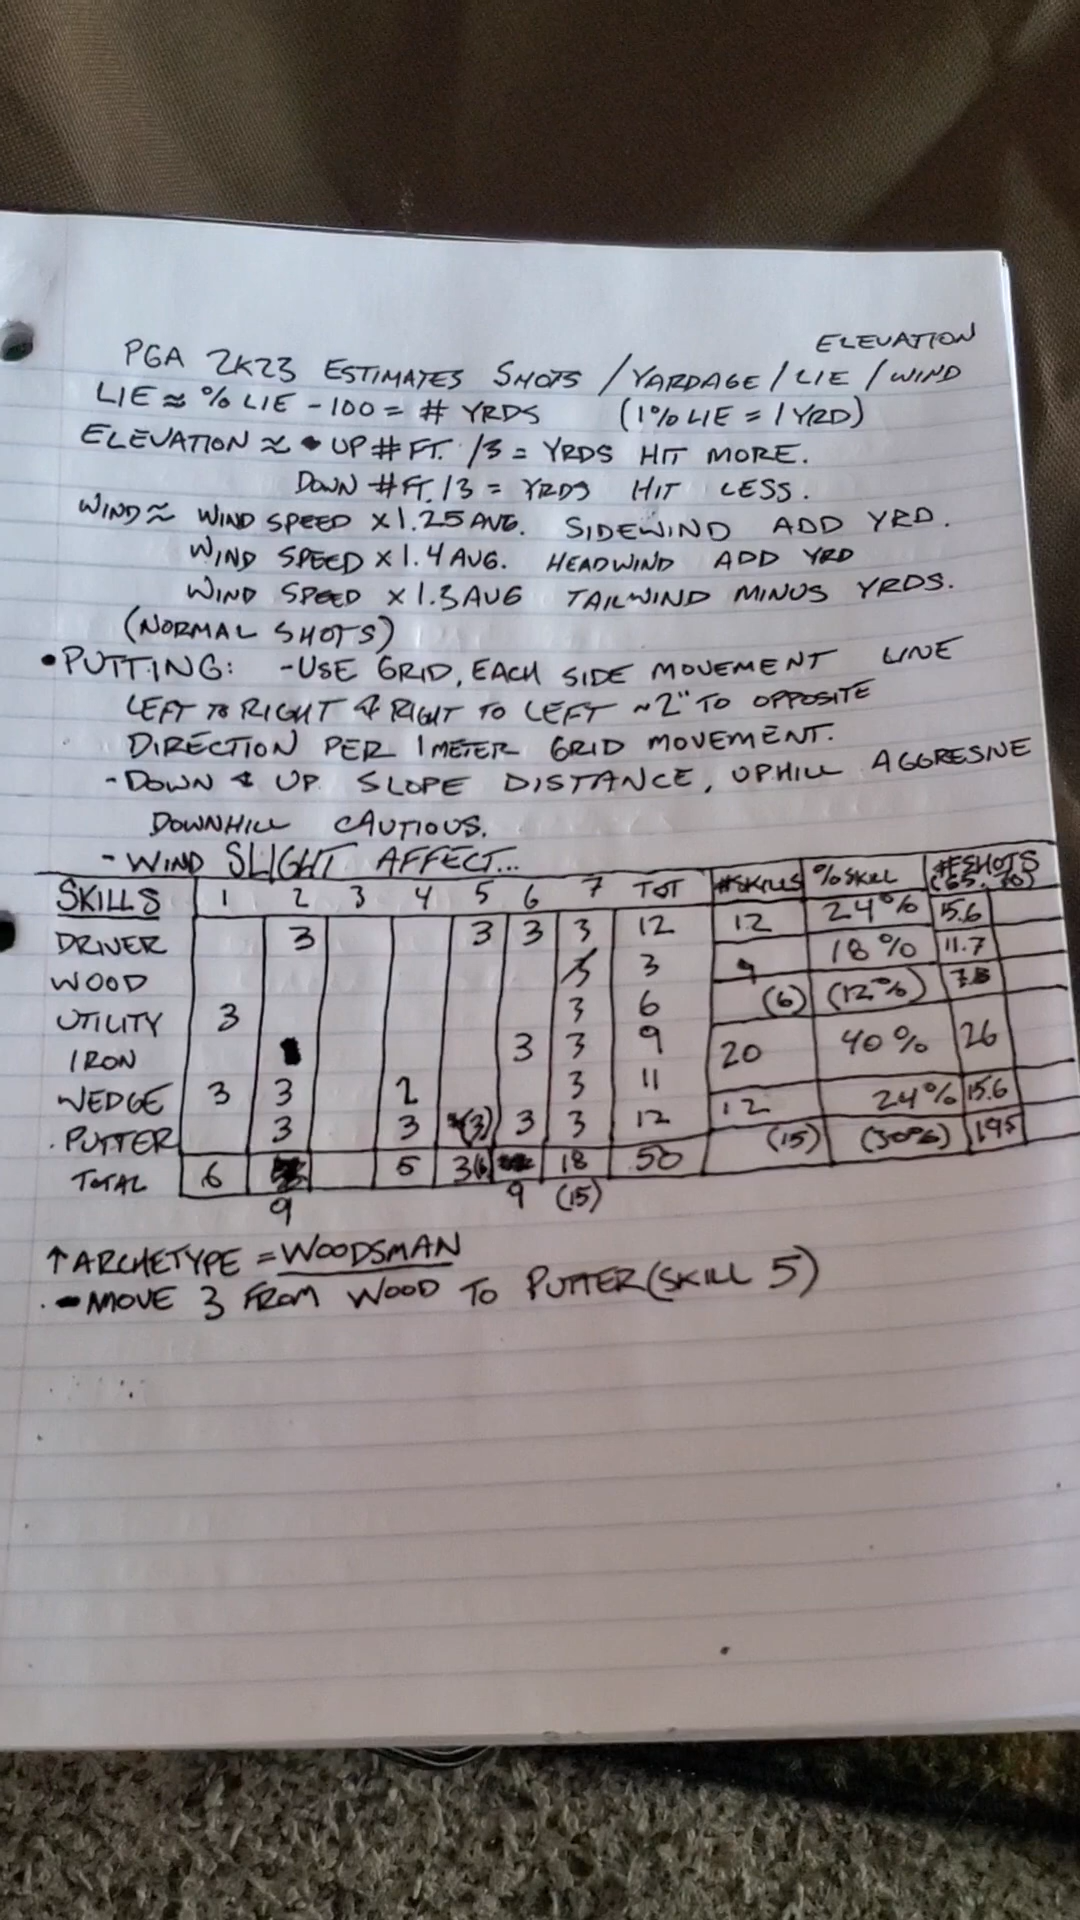 ELEVATION
PGA 2K23 ESTIMATES SHOTS / YARDAGE / LIE / WIND
LIE ≈ % LIE - 100 = # YRDS (1% LIE = 1 YRD)
ELEVATION ≈ UP # FT. / 3 = YRDS HIT MORE.
DOWN # FT. / 3 = YRDS HIT LESS.
WIND ≈ WIND SPEED X 1.25 AVG. SIDEWIND ADD YRD.
WIND SPEED X 1.4 AVG. HEADWIND ADD YRD
WIND SPEED X 1.3 AVG TAILWIND MINUS YRDS.
(NORMAL SHOTS)
• PUTTING: - USE GRID, EACH SIDE MOVEMENT LINE
LEFT TO RIGHT & RIGHT TO LEFT ~2" TO OPPOSITE
DIRECTION PER 1 METER GRID MOVEMENT.
- DOWN & UP SLOPE DISTANCE, UPHILL AGGRESIVE
DOWNHILL CAUTIOUS.
- WIND SLIGHT AFFECT...
SKILLS 1 2 3 4 5 6 7 TOT # SKILLS % SKILL # SHOTS (65. 70)
DRIVER 3 3 3 3 12 12 24% 15.6
WOOD 3 3 9 18% 11.7
UTILITY 3 3 6 (6) (12%)
IRON 3 3 9 20 40% 26
WEDGE 3 3 2 3 11 12 24% 15.6
PUTTER 3 3 (3) 3 3 12 (15) (30%) 195
TOTAL 6 5 3 18 50
9 9 (15)
↑ ARCHETYPE = WOODSMAN
- MOVE 3 FROM WOOD TO PUTTER (SKILL 5)